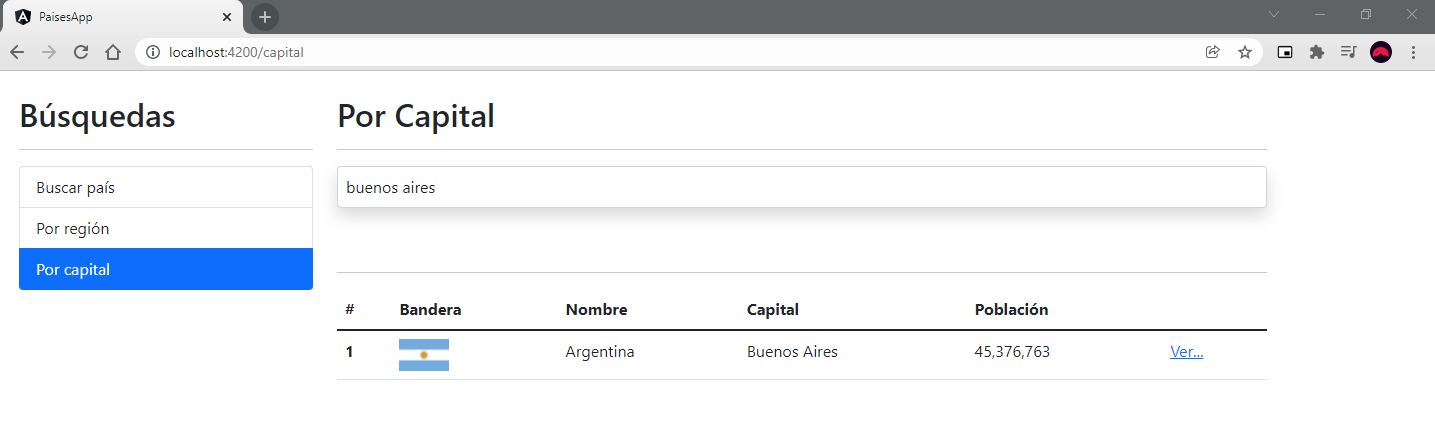 PaisesApp
localhost:4200/capital
Búsquedas
Buscar país
Por región
Por capital
Por Capital
buenos aires
# Bandera Nombre Capital Población
1 Argentina Buenos Aires 45,376,763 Ver...